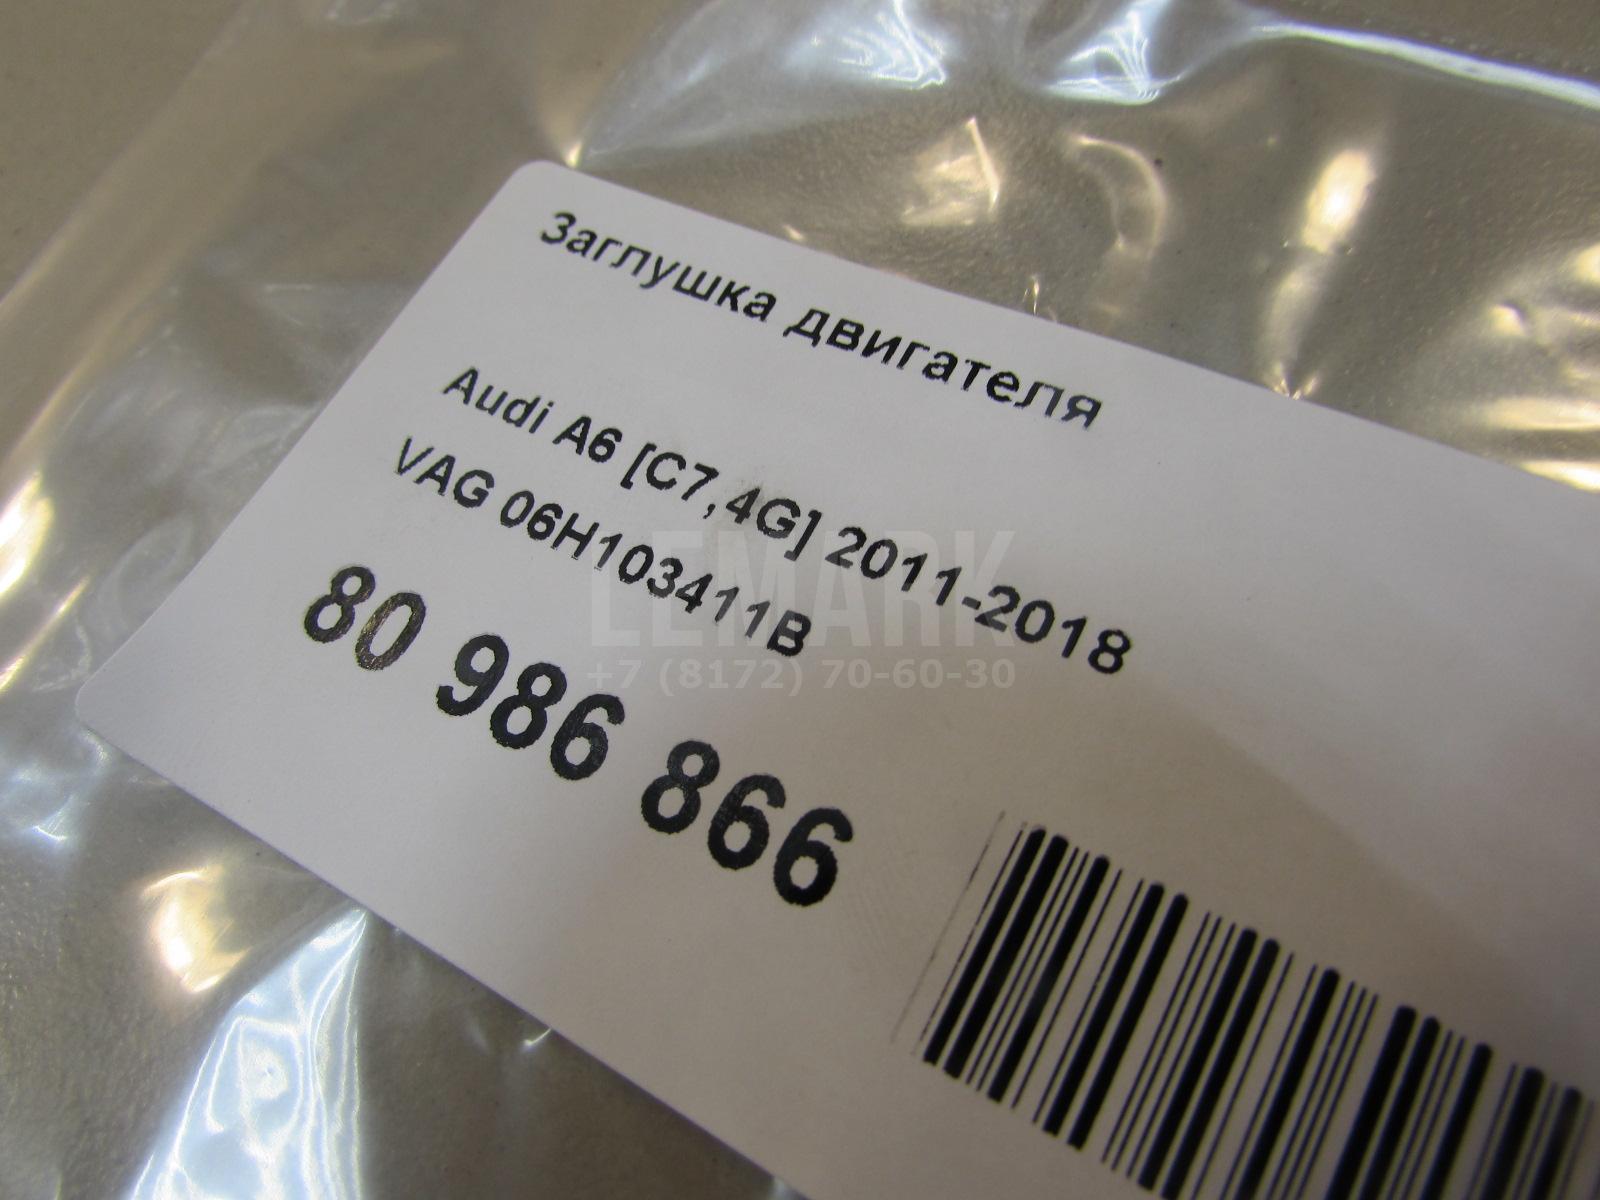 Заглушка двигателя
Audi A6 [C7,4G] 2011-2018
VAG 06H103411B
80 986 866
LEMARK
+7 (8172) 70-60-30